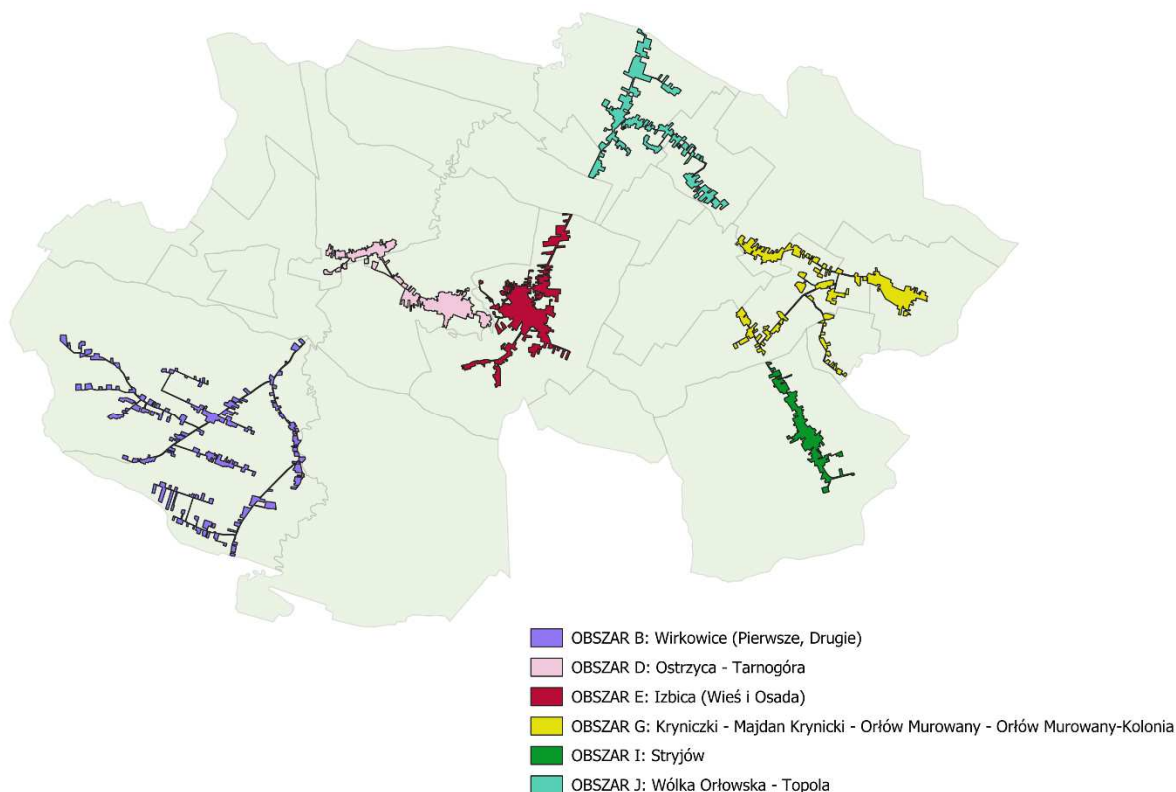 OBSZAR B: Wirkowice (Pierwsze, Drugie)
OBSZAR D: Ostrzyca - Tarnogóra
OBSZAR E: Izbica (Wieś i Osada)
OBSZAR G: Kryniczki - Majdan Krynicki - Orłów Murowany - Orłów Murowany-Kolonia
OBSZAR I: Stryjów
OBSZAR J: Wólka Orłowska - Topola